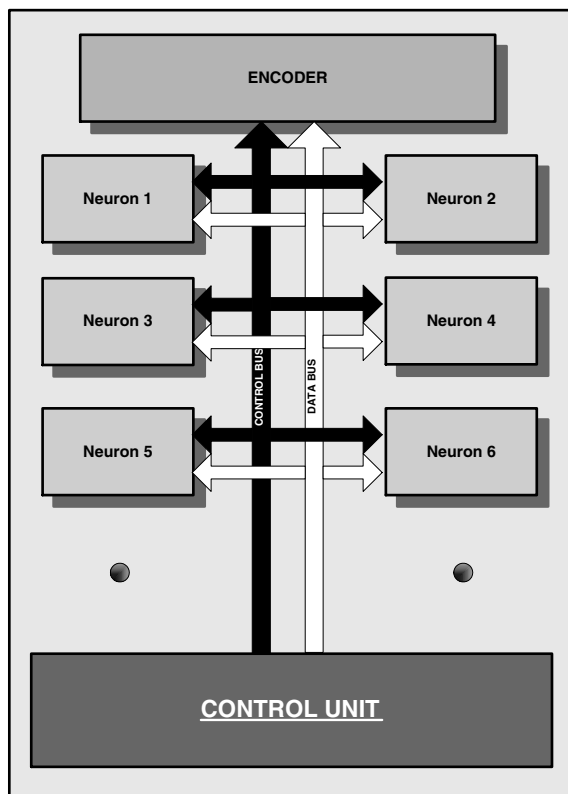 ENCODER
Neuron 1
Neuron 2
Neuron 3
Neuron 4
CONTROL BUS
DATA BUS
Neuron 5
Neuron 6
CONTROL UNIT